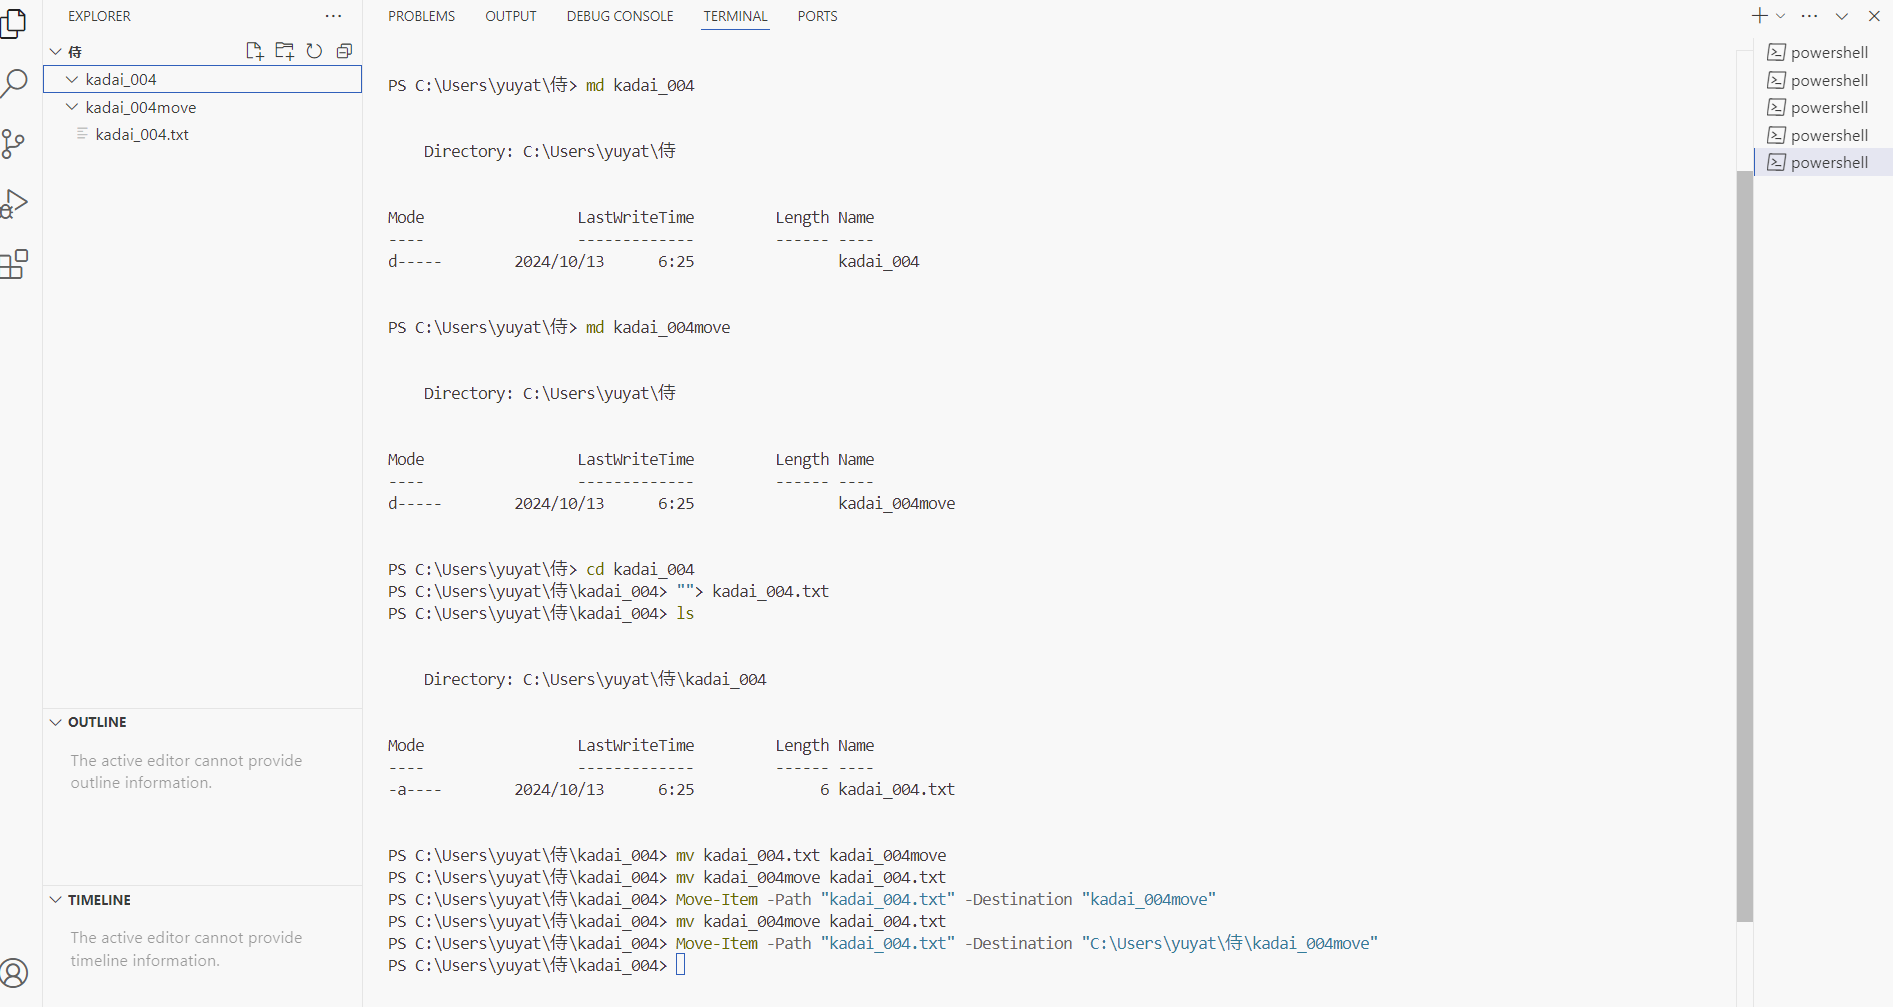 EXPLORER
侍
kadai_004
kadai_004move
kadai_004.txt
OUTLINE
The active editor cannot provide
outline information.
TIMELINE
The active editor cannot provide
timeline information.
PROBLEMS OUTPUT DEBUG CONSOLE TERMINAL PORTS
PS C:\Users\yuyat\侍> md kadai_004
Directory: C:\Users\yuyat\侍
Mode LastWriteTime Length Name
---- ------------- ------ ----
d----- 2024/10/13 6:25 kadai_004
PS C:\Users\yuyat\侍> md kadai_004move
Directory: C:\Users\yuyat\侍
Mode LastWriteTime Length Name
---- ------------- ------ ----
d----- 2024/10/13 6:25 kadai_004move
PS C:\Users\yuyat\侍> cd kadai_004
PS C:\Users\yuyat\侍\kadai_004> ""> kadai_004.txt
PS C:\Users\yuyat\侍\kadai_004> ls
Directory: C:\Users\yuyat\侍\kadai_004
Mode LastWriteTime Length Name
---- ------------- ------ ----
-a---- 2024/10/13 6:25 6 kadai_004.txt
PS C:\Users\yuyat\侍\kadai_004> mv kadai_004.txt kadai_004move
PS C:\Users\yuyat\侍\kadai_004> mv kadai_004move kadai_004.txt
PS C:\Users\yuyat\侍\kadai_004> Move-Item -Path "kadai_004.txt" -Destination "kadai_004move"
PS C:\Users\yuyat\侍\kadai_004> mv kadai_004move kadai_004.txt
PS C:\Users\yuyat\侍\kadai_004> Move-Item -Path "kadai_004.txt" -Destination "C:\Users\yuyat\侍\kadai_004move"
PS C:\Users\yuyat\侍\kadai_004>
powershell
powershell
powershell
powershell
powershell